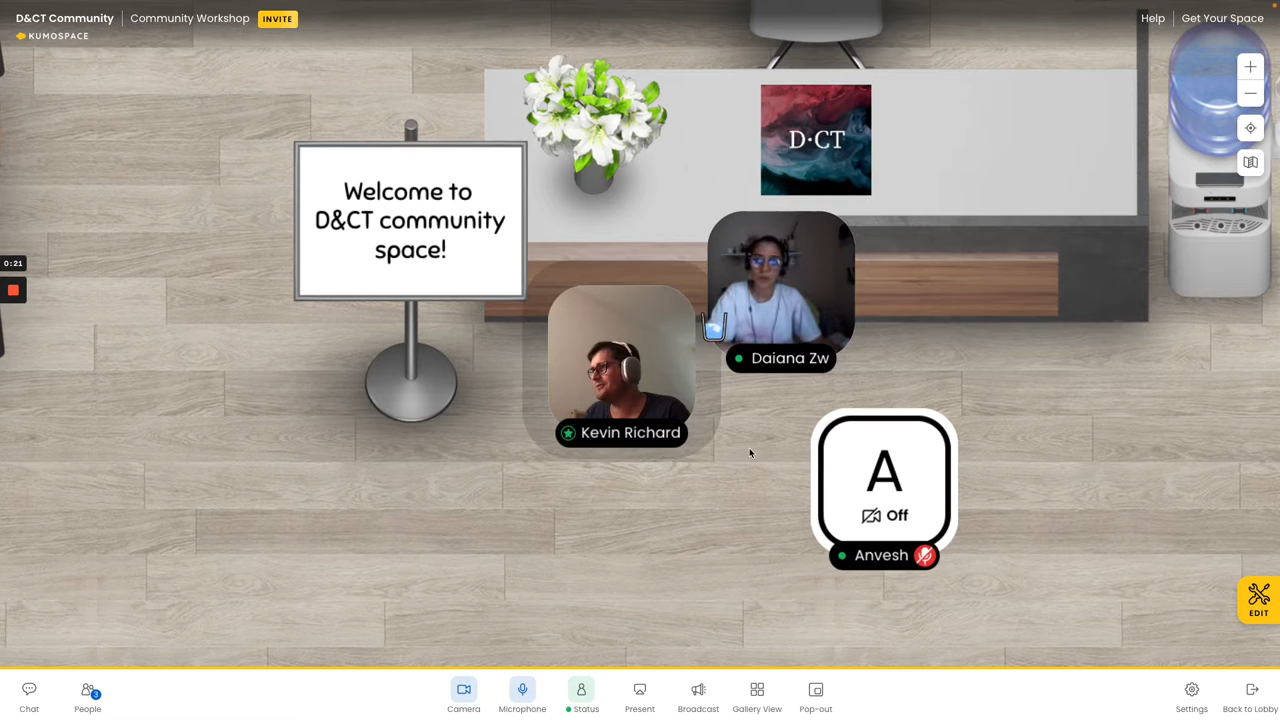 D&CT Community
Community Workshop
INVITE
Help
Get Your Space
KUMOSPACE
D·CT
Welcome to
D&CT community
space!
0:21
Daiana Zw
Kevin Richard
A
Off
Anvesh
EDIT
3
Chat
People
Camera
Microphone
Status
Present
Broadcast
Gallery View
Pop-out
Settings
Back to Lobby